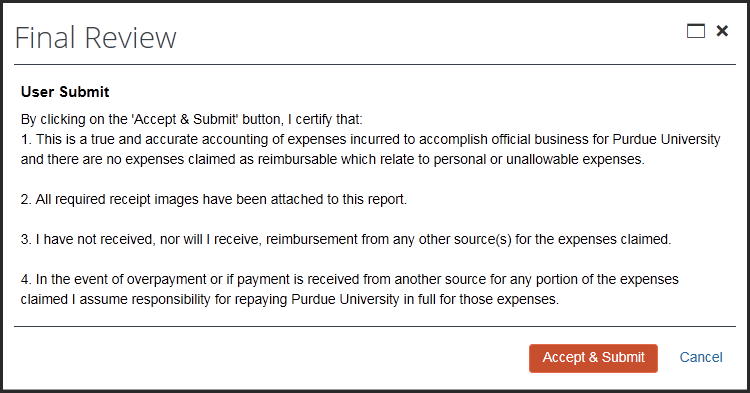 Final Review
User Submit
By clicking on the 'Accept & Submit' button, I certify that:
1. This is a true and accurate accounting of expenses incurred to accomplish official business for Purdue University
and there are no expenses claimed as reimbursable which relate to personal or unallowable expenses.
2. All required receipt images have been attached to this report.
3. I have not received, nor will I receive, reimbursement from any other source(s) for the expenses claimed.
4. In the event of overpayment or if payment is received from another source for any portion of the expenses
claimed I assume responsibility for repaying Purdue University in full for those expenses.
Accept & Submit Cancel